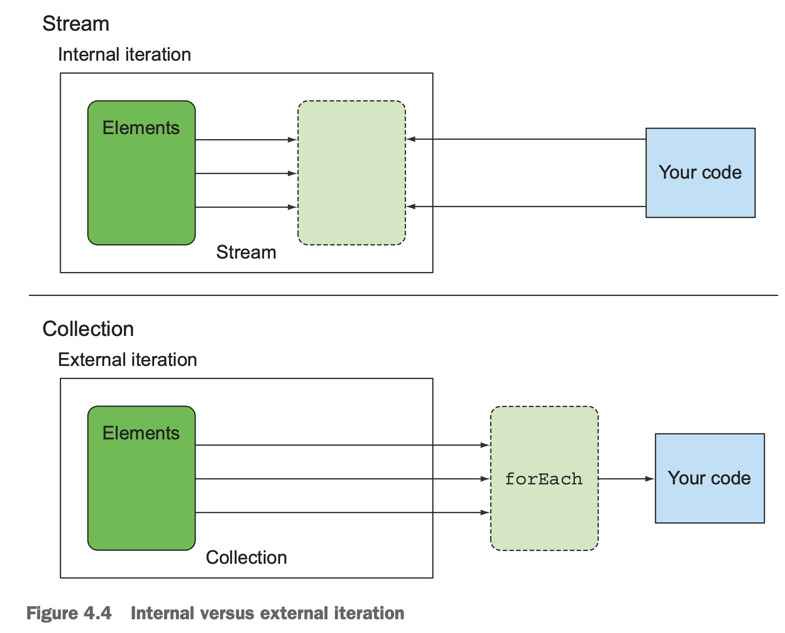 Stream
Internal iteration
Elements
Your code
Stream
Collection
External iteration
Elements
forEach
Your code
Collection
Figure 4.4 Internal versus external iteration